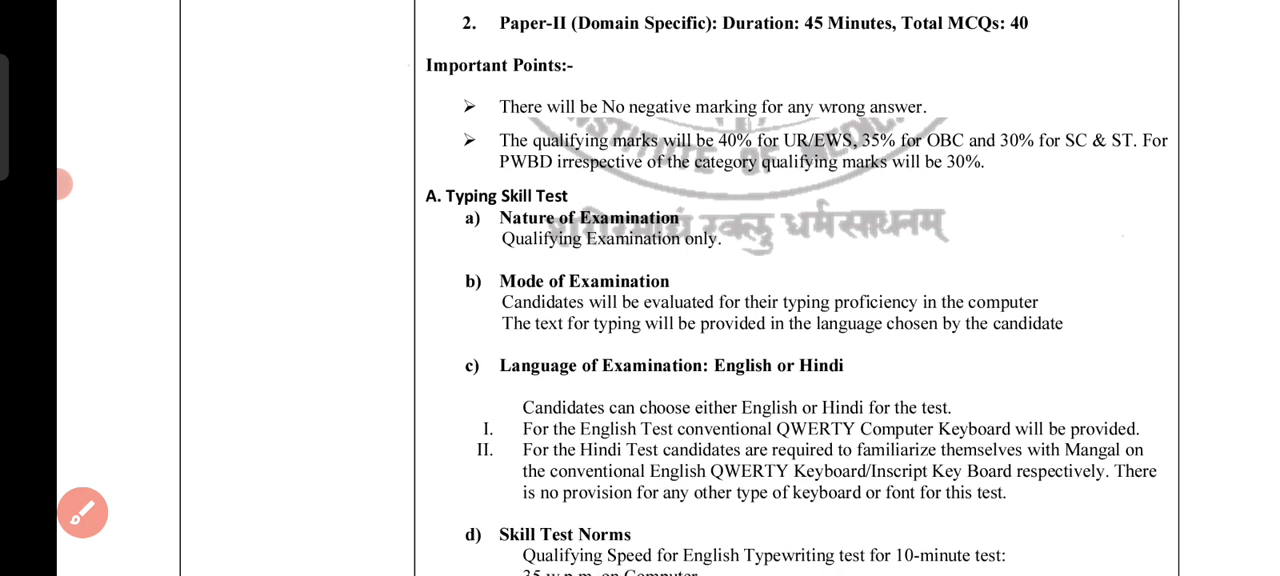 2. Paper-II (Domain Specific): Duration: 45 Minutes, Total MCQs: 40
Important Points:-
➢ There will be No negative marking for any wrong answer.
➢ The qualifying marks will be 40% for UR/EWS, 35% for OBC and 30% for SC & ST. For
PWBD irrespective of the category qualifying marks will be 30%.
A. Typing Skill Test
a) Nature of Examination
Qualifying Examination only.
धर्मसाधनम्
b) Mode of Examination
Candidates will be evaluated for their typing proficiency in the computer
The text for typing will be provided in the language chosen by the candidate
c) Language of Examination: English or Hindi
Candidates can choose either English or Hindi for the test.
I. For the English Test conventional QWERTY Computer Keyboard will be provided.
II. For the Hindi Test candidates are required to familiarize themselves with Mangal on
the conventional English QWERTY Keyboard/Inscript Key Board respectively. There
is no provision for any other type of keyboard or font for this test.
d) Skill Test Norms
Qualifying Speed for English Typewriting test for 10-minute test:
35 w.p.m. on Computer